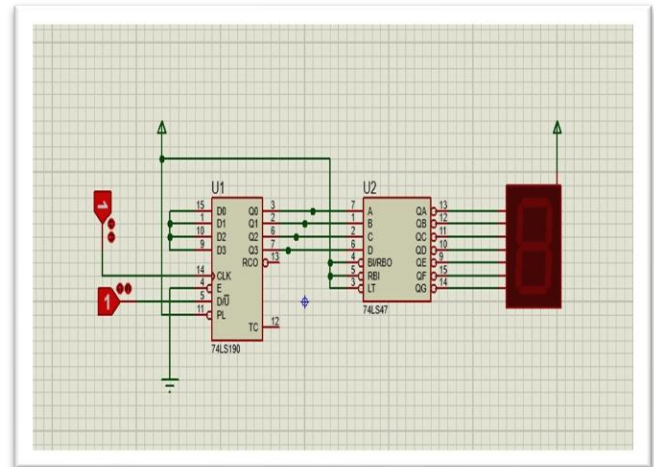 U1
15 D0 Q0 3
1 D1 Q1 2
10 D2 Q2 6
9 D3 Q3 7
RCO 13
14 CLK
4 E
5 D/U̅
11 PL
TC 12
74LS190
U2
7 A QA 13
1 B QB 12
2 C QC 11
6 D QD 10
4 BI/RBO QE 9
5 RBI QF 15
3 LT QG 14
74LS47
1
1